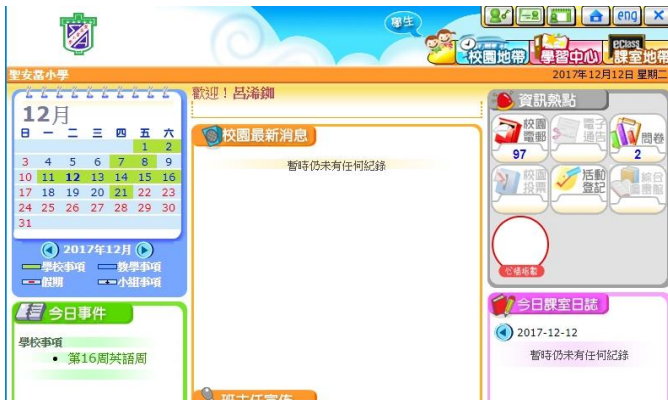 學生
eng
校園地帶
學習中心
eClass
課室地帶
聖安當小學
2017年12月12日 星期二
12月
日 一 二 三 四 五 六
1 2
3 4 5 6 7 8 9
10 11 12 13 14 15 16
17 18 19 20 21 22 23
24 25 26 27 28 29 30
31
2017年12月
學校事項
教學事項
假期
小組事項
今日事件
學校事項
• 第16周英語周
歡迎！呂浠鍘
校園最新消息
暫時仍未有任何紀錄
班主任宣佈
資訊熱點
校園電郵
97
電子通告
問卷
2
校園投票
活動登記
綜合圖書館
心情指數
今日課室日誌
2017-12-12
暫時仍未有任何紀錄